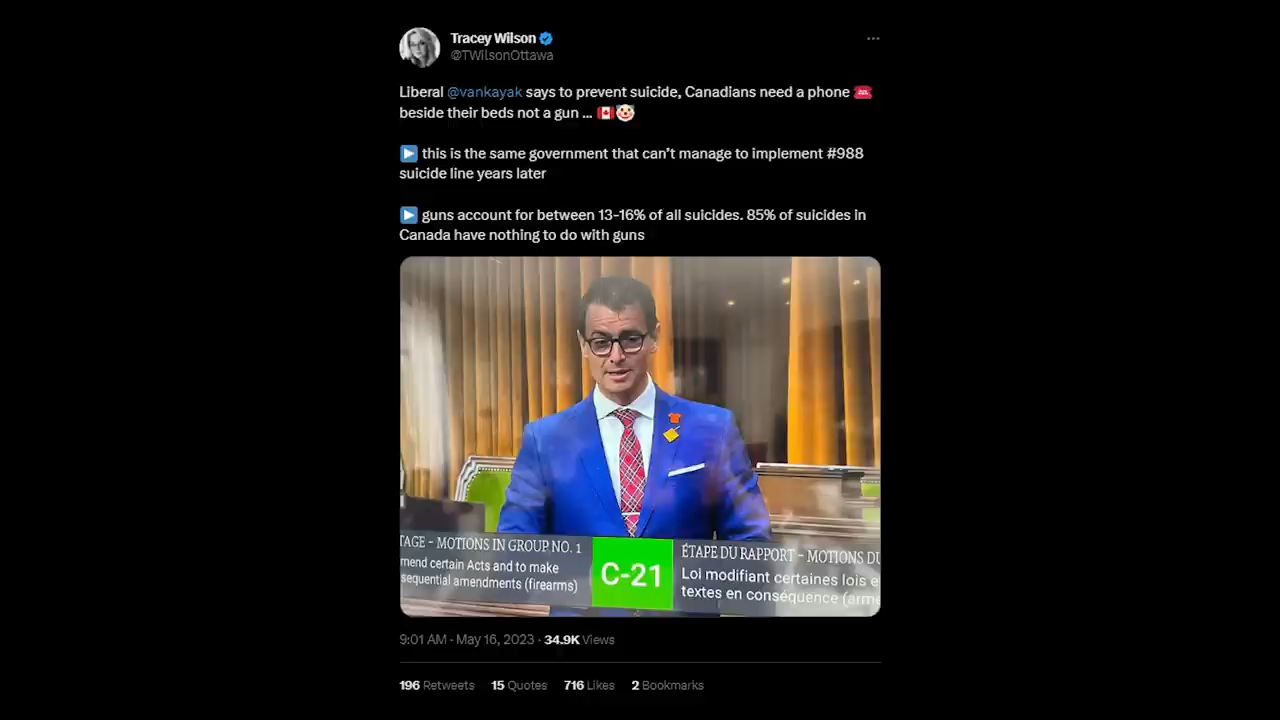 Tracey Wilson
@TWilsonOttawa
Liberal @vankayak says to prevent suicide, Canadians need a phone ☎️
beside their beds not a gun ... 🇨🇦🤡
▶️ this is the same government that can't manage to implement #988
suicide line years later
▶️ guns account for between 13-16% of all suicides. 85% of suicides in
Canada have nothing to do with guns
TAGE – MOTIONS IN GROUP NO. 1
mend certain Acts and to make
sequential amendments (firearms)
C-21
ÉTAPE DU RAPPORT – MOTIONS DU
Loi modifiant certaines lois e
textes en conséquence (arme
9:01 AM · May 16, 2023 · 34.9K Views
196 Retweets 15 Quotes 716 Likes 2 Bookmarks